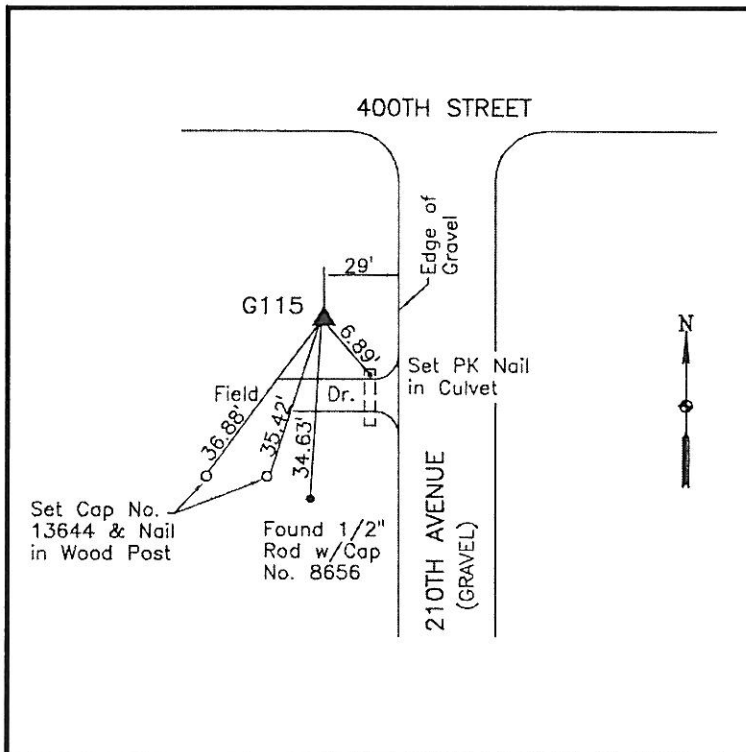 400TH STREET
29'
Edge of
Gravel
G115
6.89'
N
Set PK Nail
in Culvet
Field Dr.
36.88'
35.42'
34.63'
Set Cap No.
13644 & Nail
in Wood Post
Found 1/2"
Rod w/Cap
No. 8656
210TH AVENUE
(GRAVEL)